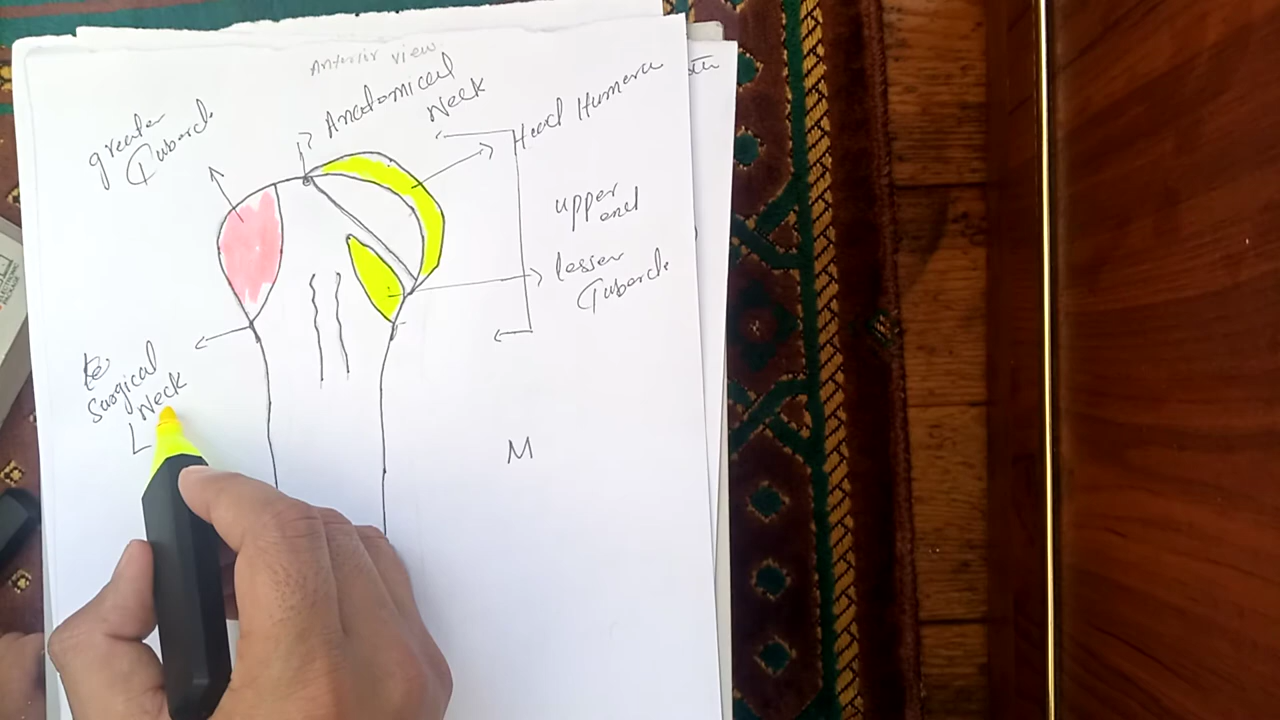 Anterior view
Anatomical
Neck
greater
Tubercle
Head Humerus
upper
end
lesser
Tubercle
Surgical
Neck
L
M